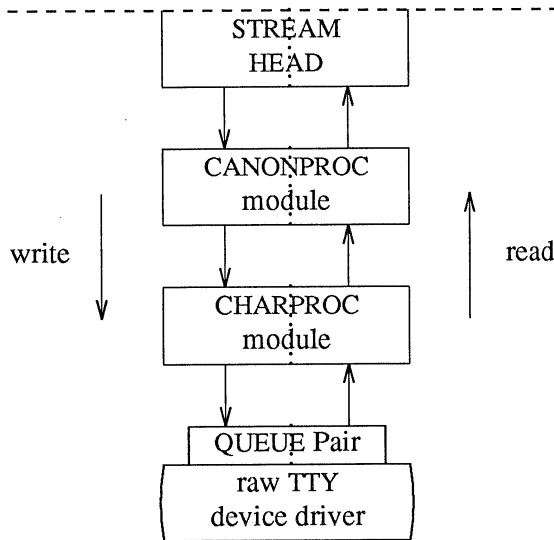 STREAM
HEAD
CANONPROC
module
write
read
CHARPROC
module
QUEUE Pair
raw TTY
device driver